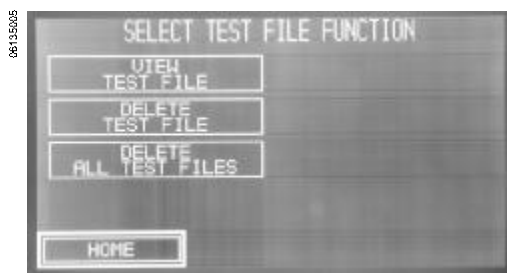 06135005
SELECT TEST FILE FUNCTION
VIEW
TEST FILE
DELETE
TEST FILE
DELETE
ALL TEST FILES
HOME